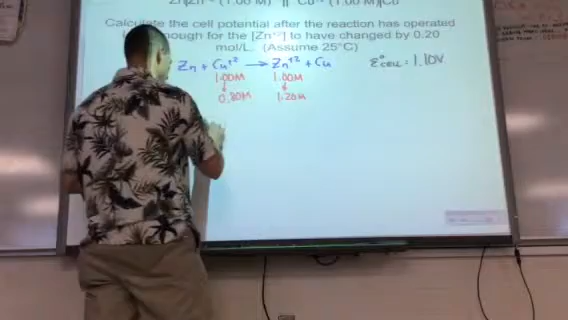 Zn|Zn⁺² (1.00 M) || Cu⁺² (1.00 M)|Cu
Calculate the cell potential after the reaction has operated
enough for the [Zn⁺²] to have changed by 0.20
mol/L. (Assume 25°C)
Zn + Cu⁺² → Zn⁺² + Cu
ℰ°CELL = 1.10V
1.00M 1.00M
↓ ↓
0.80M 1.20M